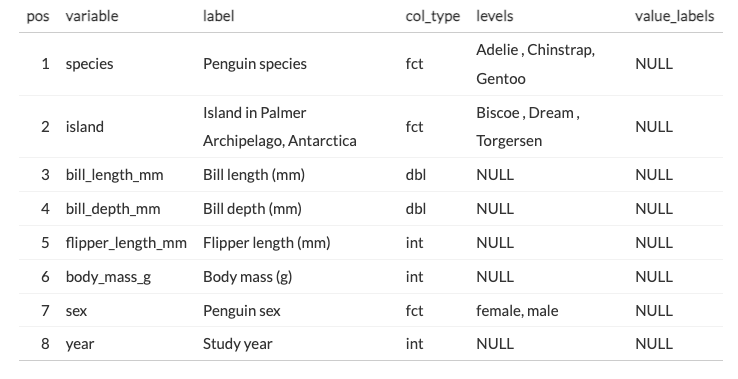 pos variable label col_type levels value_labels
1 species Penguin species fct Adelie , Chinstrap, NULL
Gentoo
2 island Island in Palmer fct Biscoe , Dream , NULL
Archipelago, Antarctica Torgersen
3 bill_length_mm Bill length (mm) dbl NULL NULL
4 bill_depth_mm Bill depth (mm) dbl NULL NULL
5 flipper_length_mm Flipper length (mm) int NULL NULL
6 body_mass_g Body mass (g) int NULL NULL
7 sex Penguin sex fct female, male NULL
8 year Study year int NULL NULL